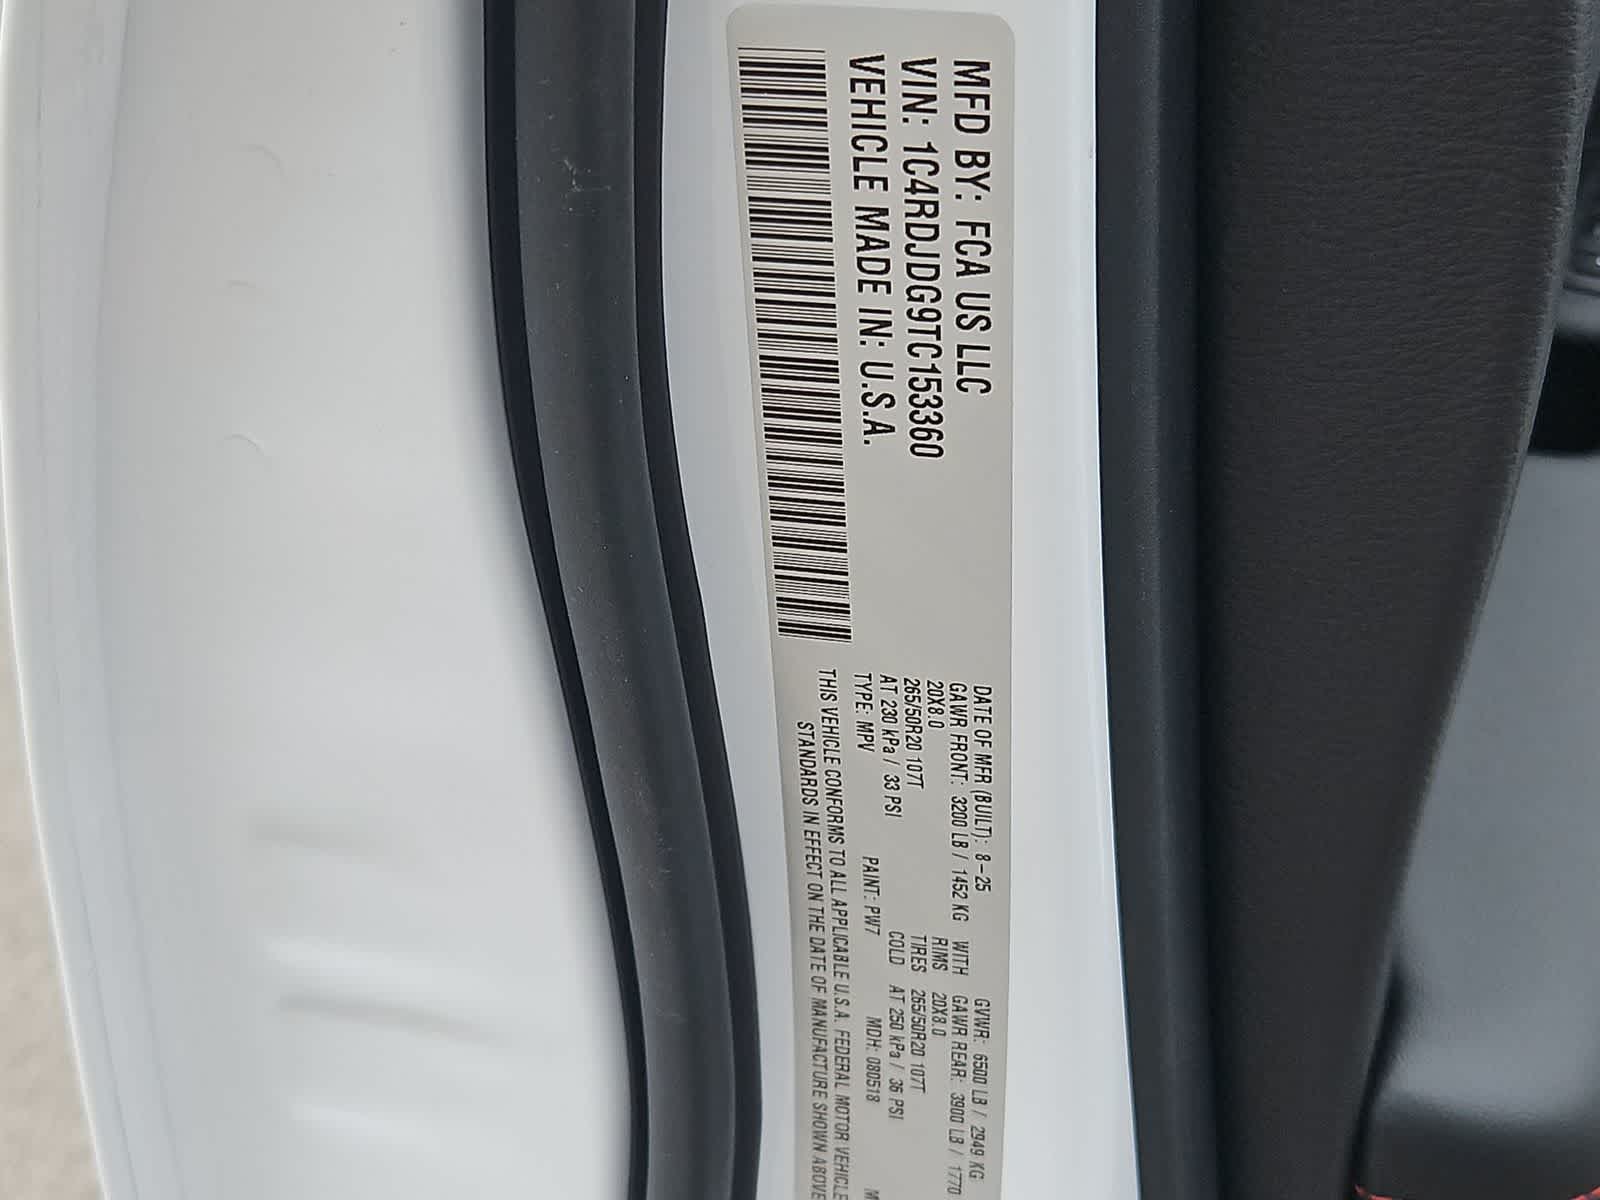 MFD BY: FCA US LLC
VIN: 1C4RDJDG9TC153360
VEHICLE MADE IN: U.S.A.
DATE OF MFR (BUILT): 8-25 GVWR: 6500 LB / 2949 KG
GAWR FRONT: 3200 LB / 1452 KG WITH GAWR REAR: 3900 LB / 1770
20X8.0 RIMS 20X8.0
265/50R20 107T TIRES 265/50R20 107T
AT 230 kPa / 33 PSI COLD AT 250 kPa / 36 PSI
TYPE: MPV PAINT: PW7 MDH: 080518 M
THIS VEHICLE CONFORMS TO ALL APPLICABLE U.S.A. FEDERAL MOTOR VEHICLE
STANDARDS IN EFFECT ON THE DATE OF MANUFACTURE SHOWN ABOVE